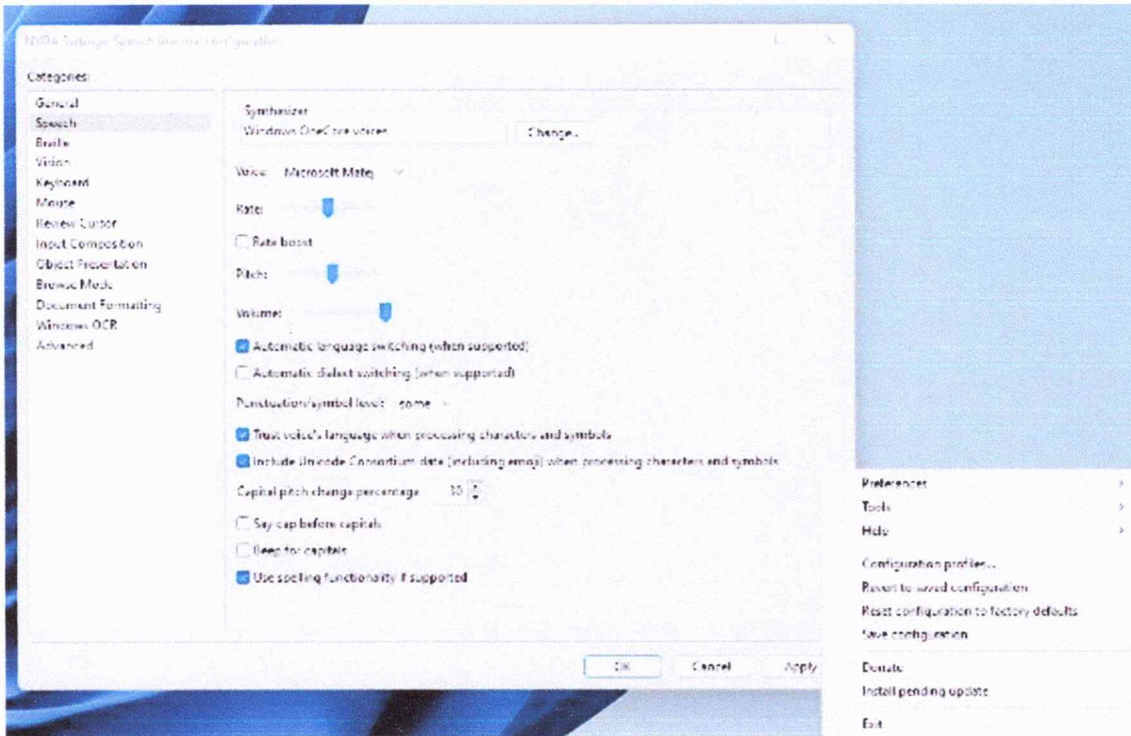 NVDA Settings: Speech (normal configuration)
Categories:
General
Speech
Braille
Vision
Keyboard
Mouse
Review Cursor
Input Composition
Object Presentation
Browse Mode
Document Formatting
Windows OCR
Advanced
Synthesizer
Windows OneCore voices
Change...
Voice: Microsoft Matej
Rate:
Rate boost
Pitch:
Volume:
Automatic language switching (when supported)
Automatic dialect switching (when supported)
Punctuation/symbol level: some
Trust voice's language when processing characters and symbols
Include Unicode Consortium data (including emoji) when processing characters and symbols
Capital pitch change percentage 30
Say cap before capitals
Beep for capitals
Use spelling functionality if supported
OK Cancel Apply
Preferences
Tools
Help
Configuration profiles...
Revert to saved configuration
Reset configuration to factory defaults
Save configuration
Donate
Install pending update
Exit